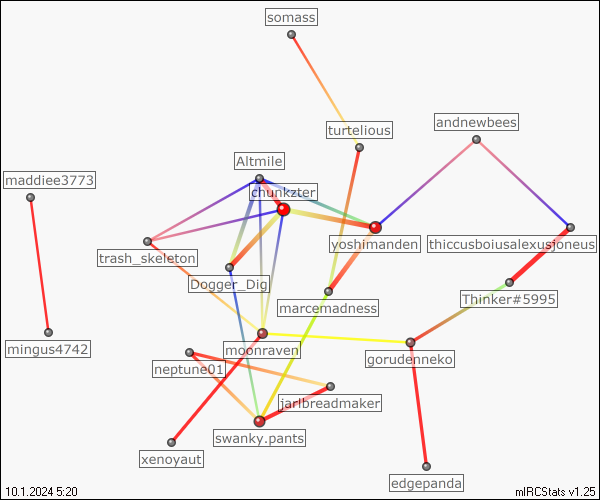 somass
andnewbees
turtelious
Altmile
maddiee3773
chunkzter
yoshimanden
thiccusboiusalexusjoneus
trash_skeleton
Dogger_Dig
Thinker#5995
marcemadness
mingus4742
moonraven
gorudenneko
neptune01
jarlbreadmaker
swanky.pants
xenoyaut
edgepanda
10.1.2024 5:20
mIRCStats v1.25